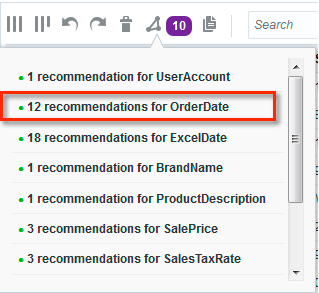 10
Search
1 recommendation for UserAccount
12 recommendations for OrderDate
18 recommendations for ExcelDate
1 recommendation for BrandName
1 recommendation for ProductDescription
3 recommendations for SalePrice
3 recommendations for SalesTaxRate